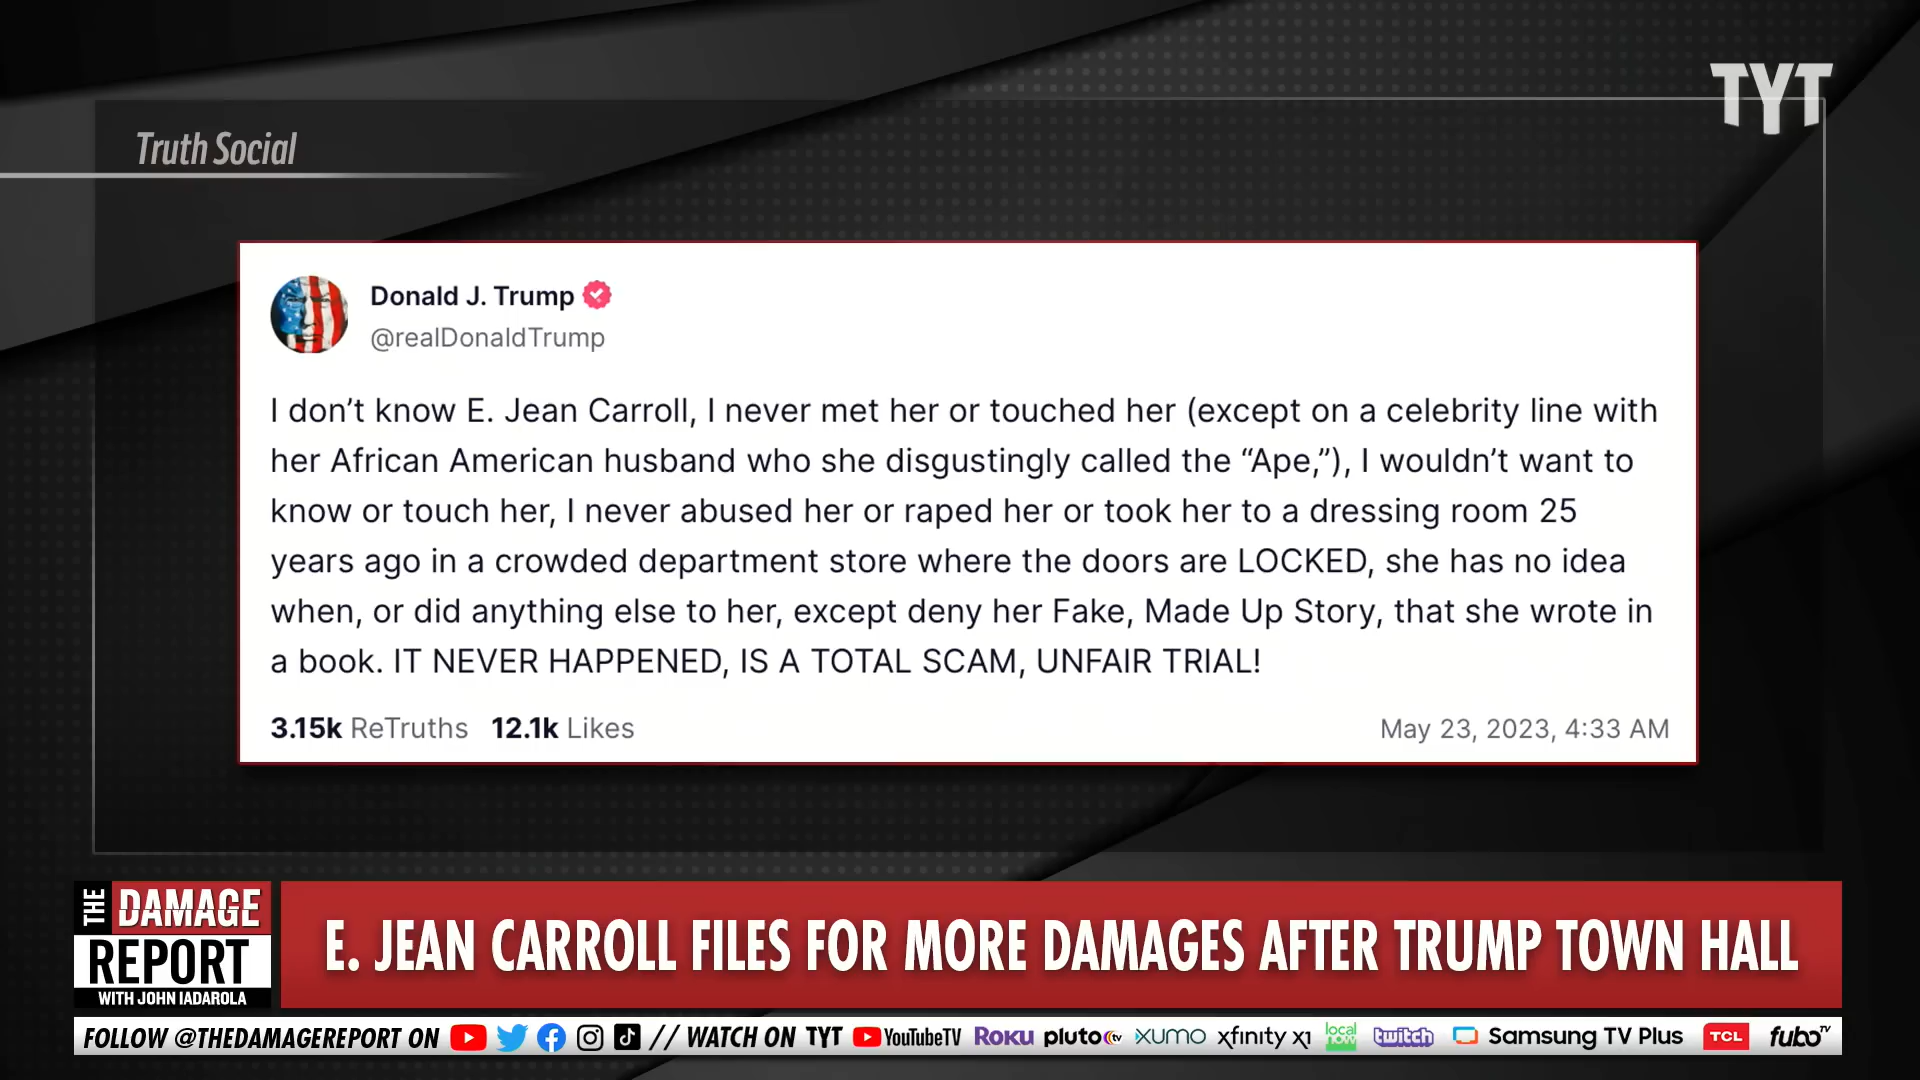 TYT
Truth Social
Donald J. Trump
@realDonaldTrump
I don’t know E. Jean Carroll, I never met her or touched her (except on a celebrity line with
her African American husband who she disgustingly called the “Ape,”), I wouldn’t want to
know or touch her, I never abused her or raped her or took her to a dressing room 25
years ago in a crowded department store where the doors are LOCKED, she has no idea
when, or did anything else to her, except deny her Fake, Made Up Story, that she wrote in
a book. IT NEVER HAPPENED, IS A TOTAL SCAM, UNFAIR TRIAL!
3.15k ReTruths 12.1k Likes May 23, 2023, 4:33 AM
THE DAMAGE
REPORT
WITH JOHN IADAROLA
E. JEAN CARROLL FILES FOR MORE DAMAGES AFTER TRUMP TOWN HALL
FOLLOW @THEDAMAGEREPORT ON // WATCH ON TYT YouTubeTV ROKU pluto tv XUMO xfinity x1 local now twitch Samsung TV Plus TCL fubo TV